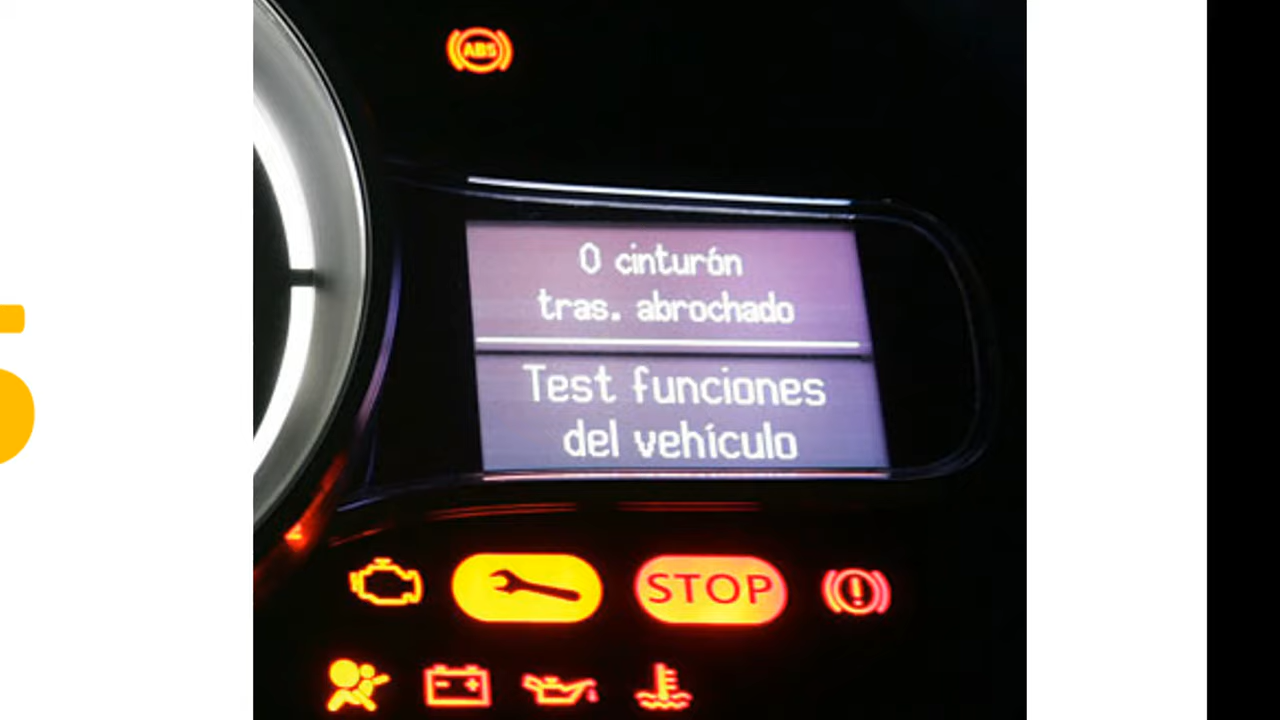 ABS
0 cinturón
tras. abrochado
Test funciones
del vehículo
STOP